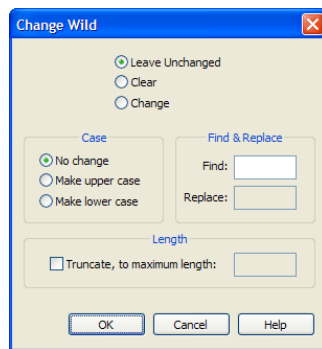 Change Wild
Leave Unchanged
Clear
Change
Case
No change
Make upper case
Make lower case
Find & Replace
Find:
Replace:
Length
Truncate, to maximum length:
OK Cancel Help